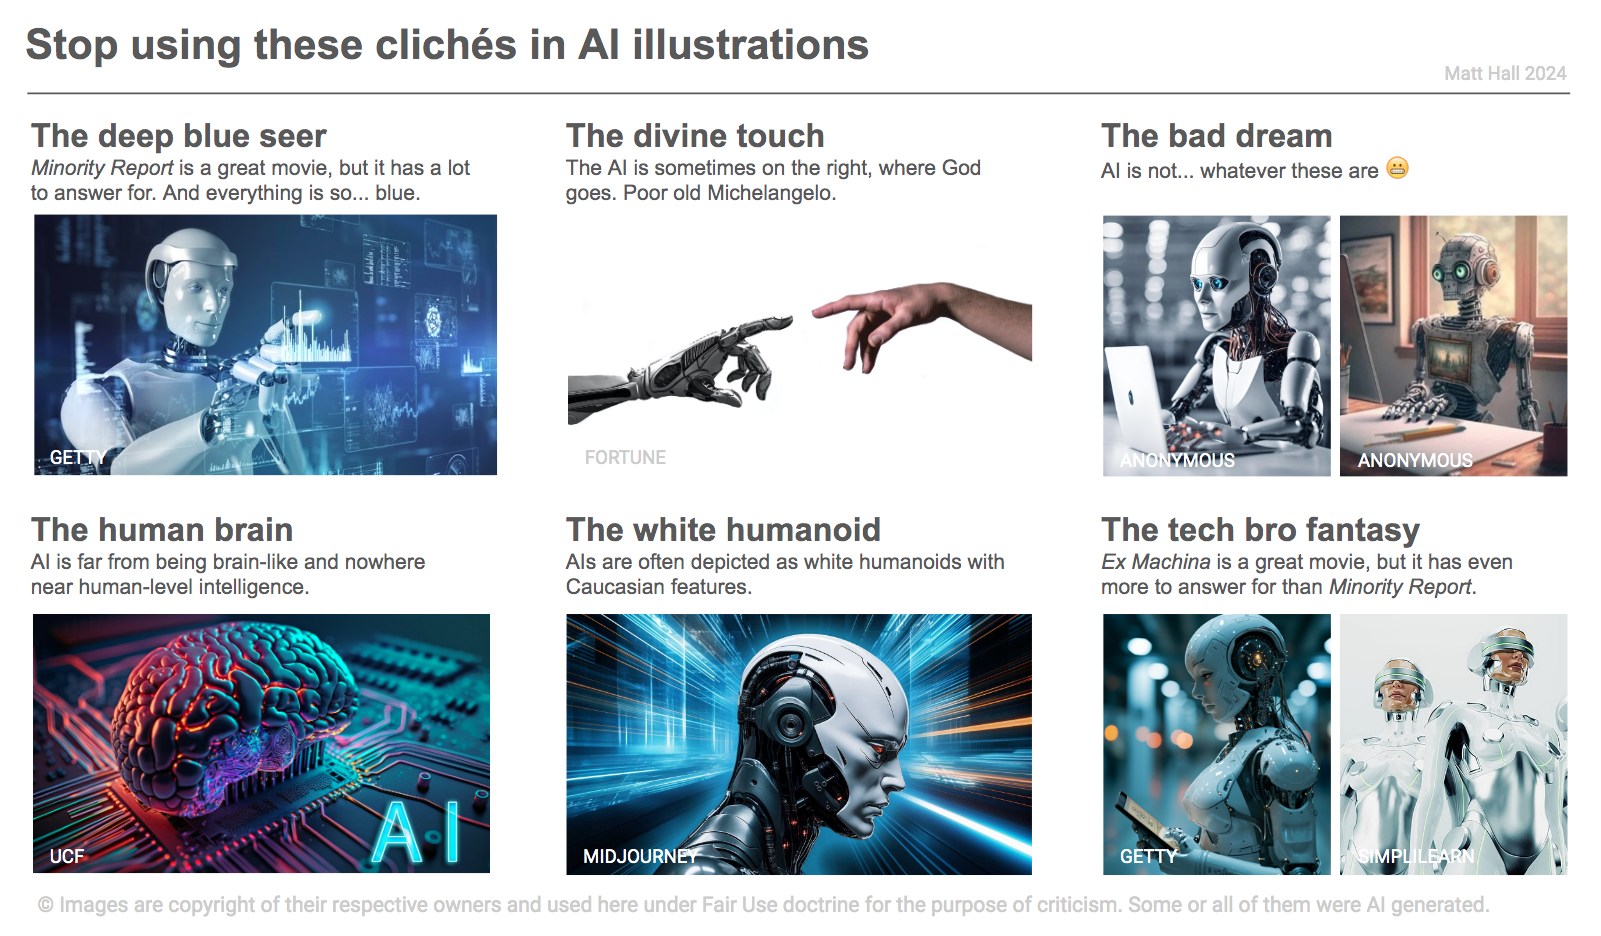 Stop using these clichés in AI illustrations
Matt Hall 2024
The deep blue seer
Minority Report is a great movie, but it has a lot
to answer for. And everything is so... blue.
GETTY
The divine touch
The AI is sometimes on the right, where God
goes. Poor old Michelangelo.
FORTUNE
The bad dream
AI is not... whatever these are 😬
ANONYMOUS
ANONYMOUS
The human brain
AI is far from being brain-like and nowhere
near human-level intelligence.
AI
UCF
The white humanoid
AIs are often depicted as white humanoids with
Caucasian features.
MIDJOURNEY
The tech bro fantasy
Ex Machina is a great movie, but it has even
more to answer for than Minority Report.
GETTY
SIMPLILEARN
© Images are copyright of their respective owners and used here under Fair Use doctrine for the purpose of criticism. Some or all of them were AI generated.